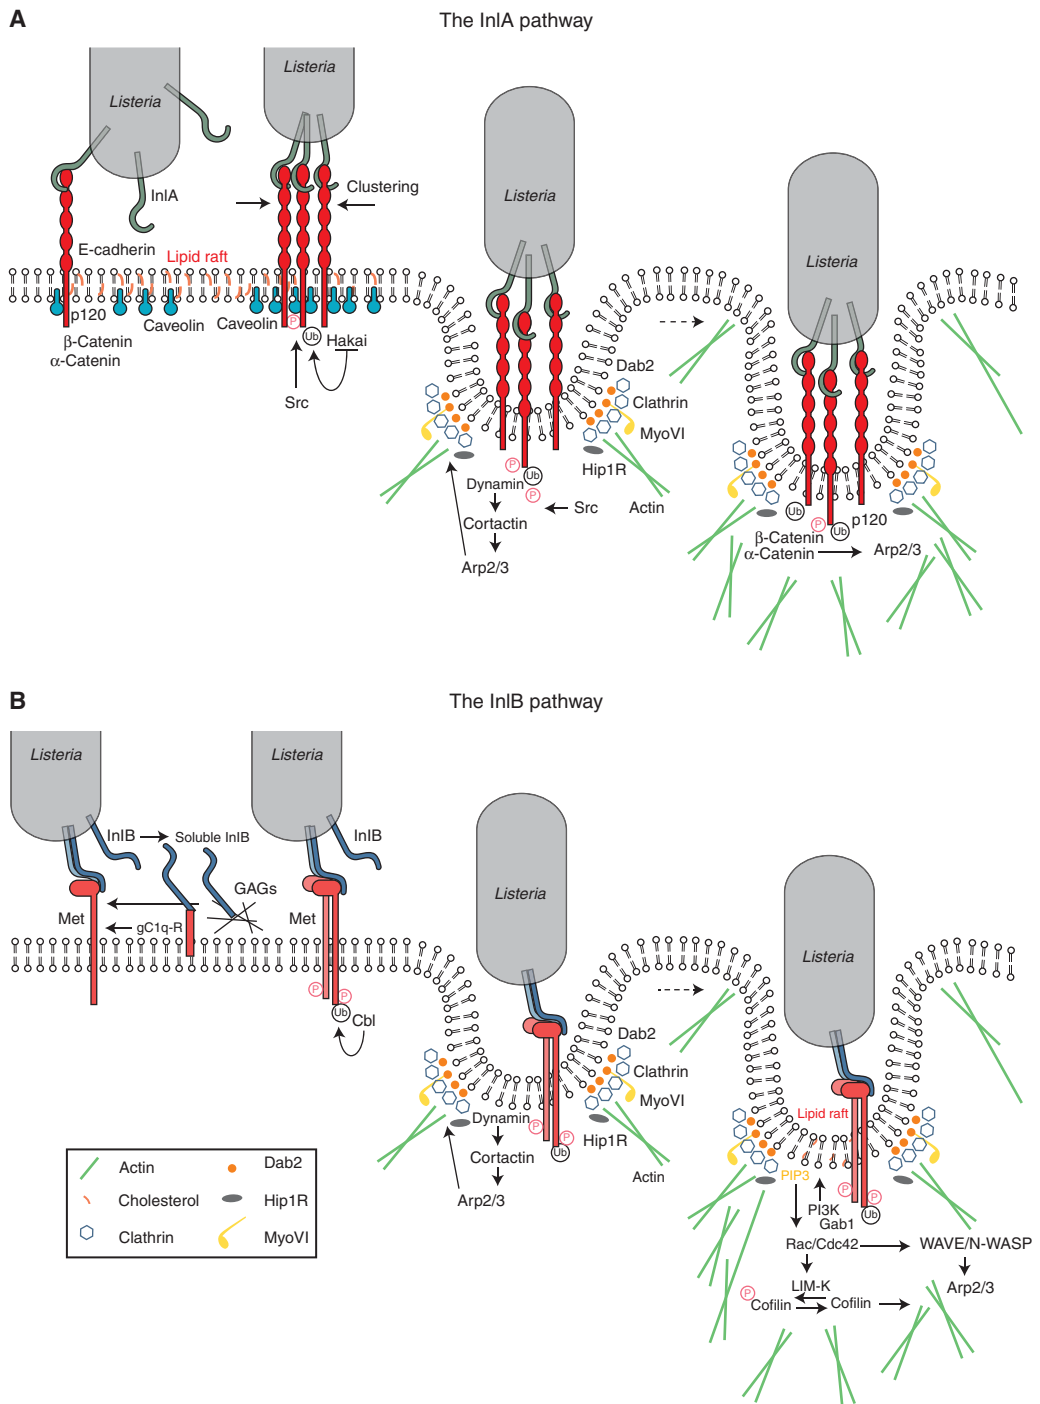 A
The InlA pathway
Listeria
Listeria
InlA
Clustering
E-cadherin
Lipid raft
p120
Caveolin
Caveolin
β-Catenin
α-Catenin
P
Ub
Hakai
Src
Listeria
Dab2
Clathrin
MyoVI
Hip1R
P
Ub
Dynamin
P
Src
Actin
Cortactin
Arp2/3
Listeria
Ub
P
Ub
p120
β-Catenin
α-Catenin
Arp2/3
B
The InlB pathway
Listeria
Listeria
InlB
Soluble InlB
InlB
GAGs
Met
gC1q-R
Met
P
P
Ub
Cbl
Listeria
Dab2
Clathrin
MyoVI
Hip1R
Actin
Dynamin
P
P
Ub
Cortactin
Arp2/3
Listeria
Lipid raft
PIP3
P
P
Ub
PI3K
Gab1
Rac/Cdc42
WAVE/N-WASP
LIM-K
Arp2/3
P
Cofilin
Cofilin
Actin
Dab2
Cholesterol
Hip1R
Clathrin
MyoVI